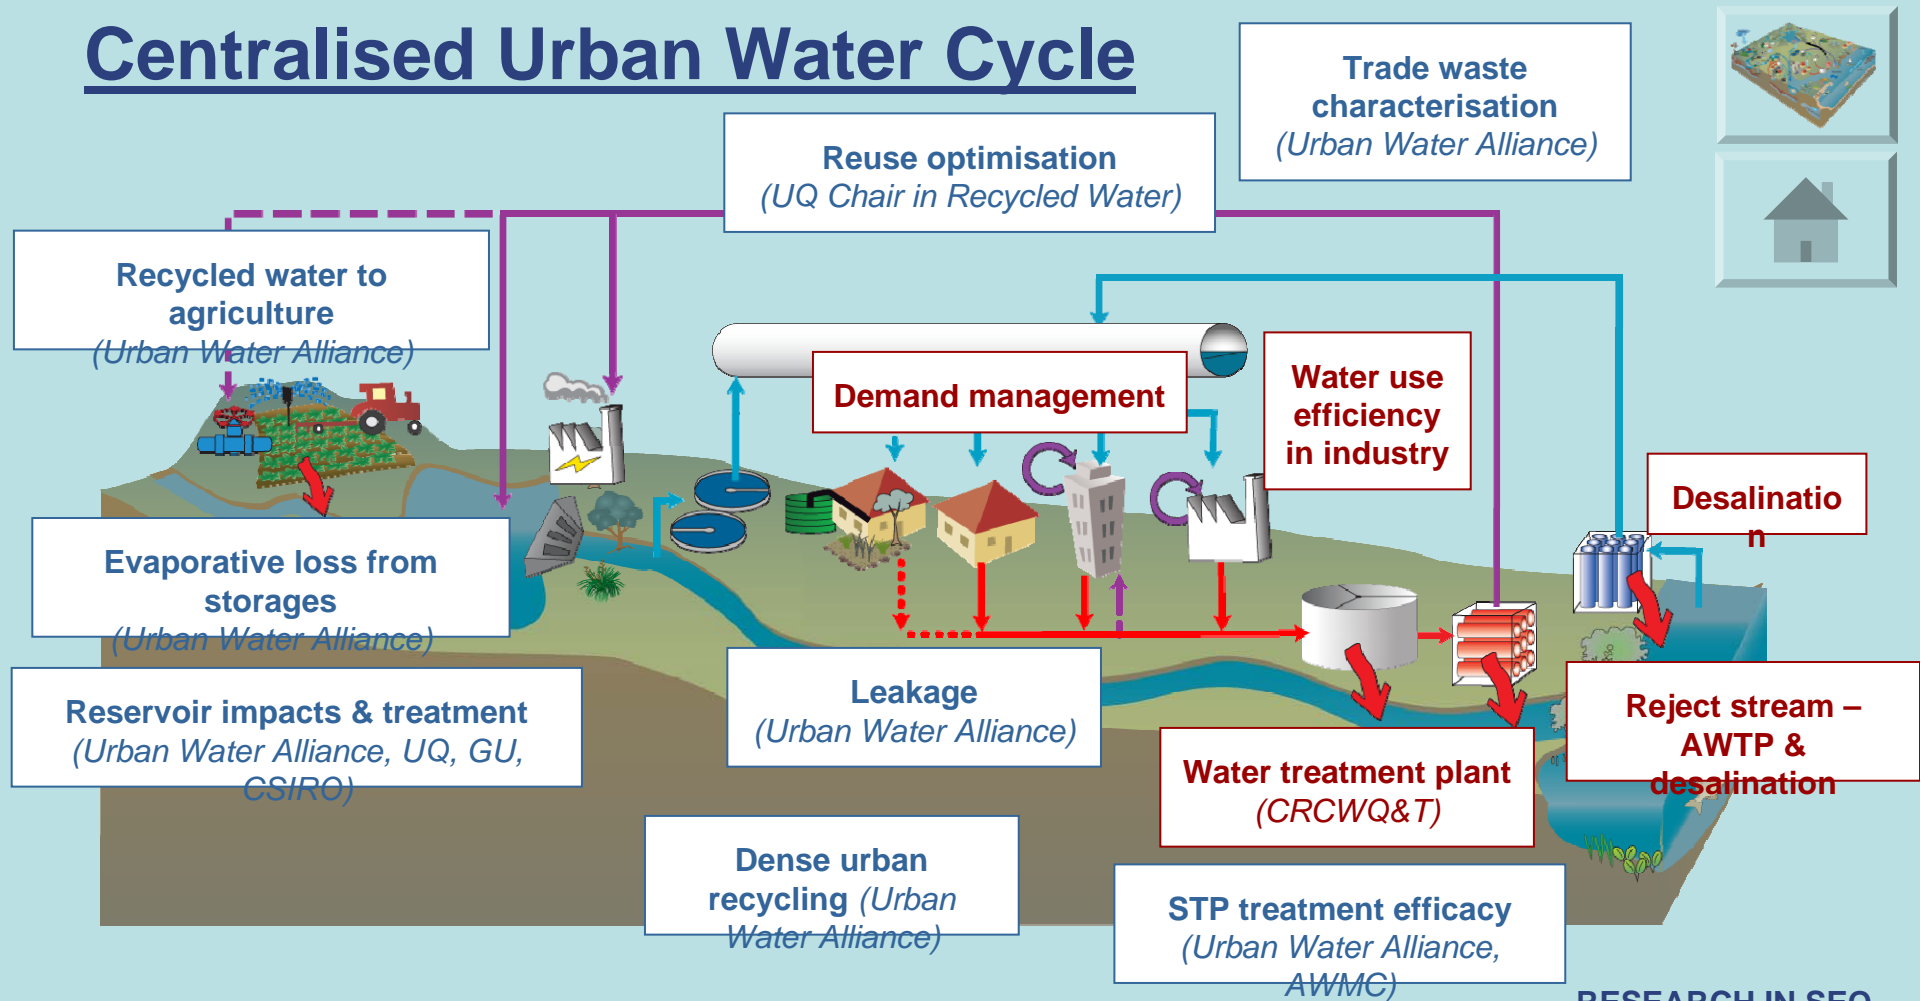 Centralised Urban Water Cycle
Trade waste
characterisation
(Urban Water Alliance)
Reuse optimisation
(UQ Chair in Recycled Water)
Recycled water to
agriculture
(Urban Water Alliance)
Demand management
Water use
efficiency
in industry
Desalinatio
n
Evaporative loss from
storages
(Urban Water Alliance)
Reservoir impacts & treatment
(Urban Water Alliance, UQ, GU,
CSIRO)
Leakage
(Urban Water Alliance)
Reject stream –
AWTP &
desalination
Water treatment plant
(CRCWQ&T)
Dense urban
recycling (Urban
Water Alliance)
STP treatment efficacy
(Urban Water Alliance,
AWMC)
RESEARCH IN SEQ